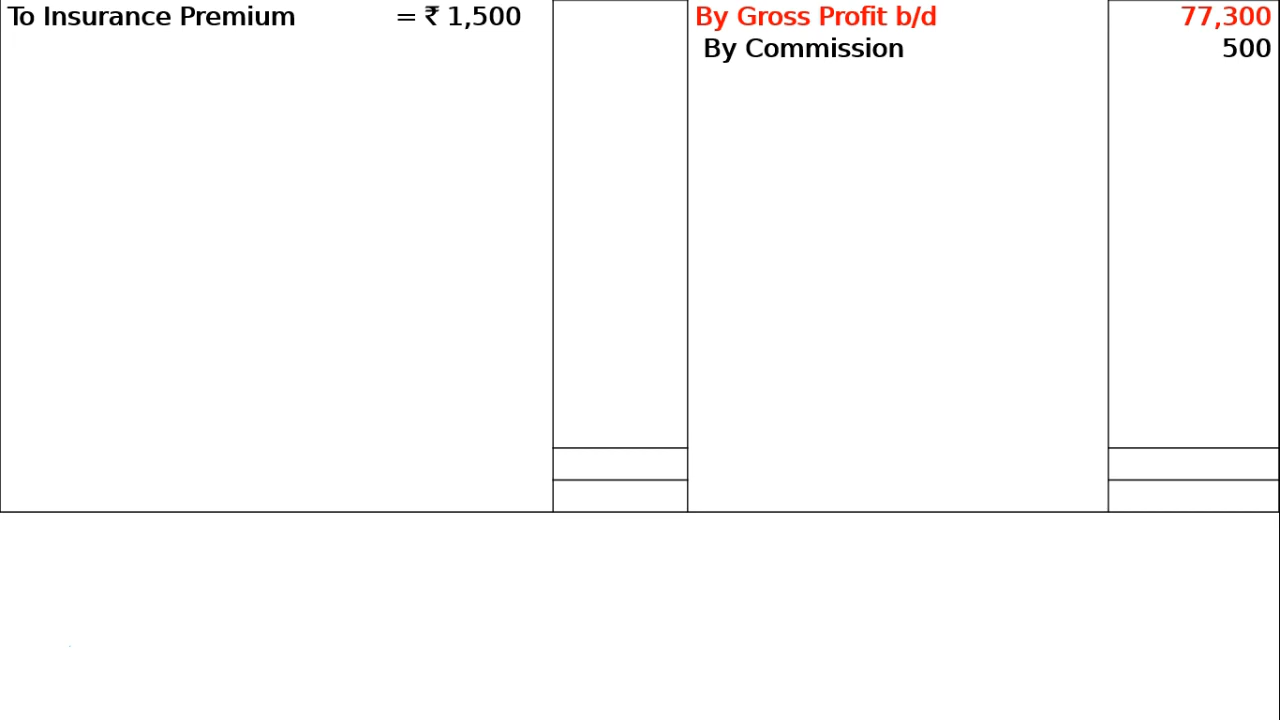 To Insurance Premium = ₹ 1,500 By Gross Profit b/d 77,300
By Commission 500